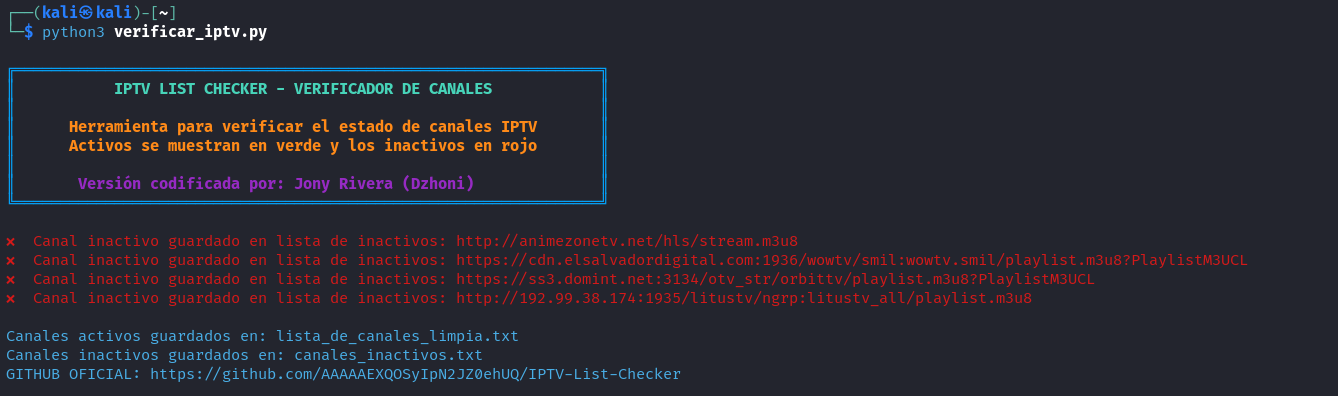 ┌──(kali㉿kali)-[~]
└─$ python3 verificar_iptv.py
IPTV LIST CHECKER - VERIFICADOR DE CANALES
Herramienta para verificar el estado de canales IPTV
Activos se muestran en verde y los inactivos en rojo
Versión codificada por: Jony Rivera (Dzhoni)
✖ Canal inactivo guardado en lista de inactivos: http://animezonetv.net/hls/stream.m3u8
✖ Canal inactivo guardado en lista de inactivos: https://cdn.elsalvadordigital.com:1936/wowtv/smil:wowtv.smil/playlist.m3u8?PlaylistM3UCL
✖ Canal inactivo guardado en lista de inactivos: https://ss3.domint.net:3134/otv_str/orbittv/playlist.m3u8?PlaylistM3UCL
✖ Canal inactivo guardado en lista de inactivos: http://192.99.38.174:1935/litustv/ngrp:litustv_all/playlist.m3u8
Canales activos guardados en: lista_de_canales_limpia.txt
Canales inactivos guardados en: canales_inactivos.txt
GITHUB OFICIAL: https://github.com/AAAAAEXQOSyIpN2JZ0ehUQ/IPTV-List-Checker